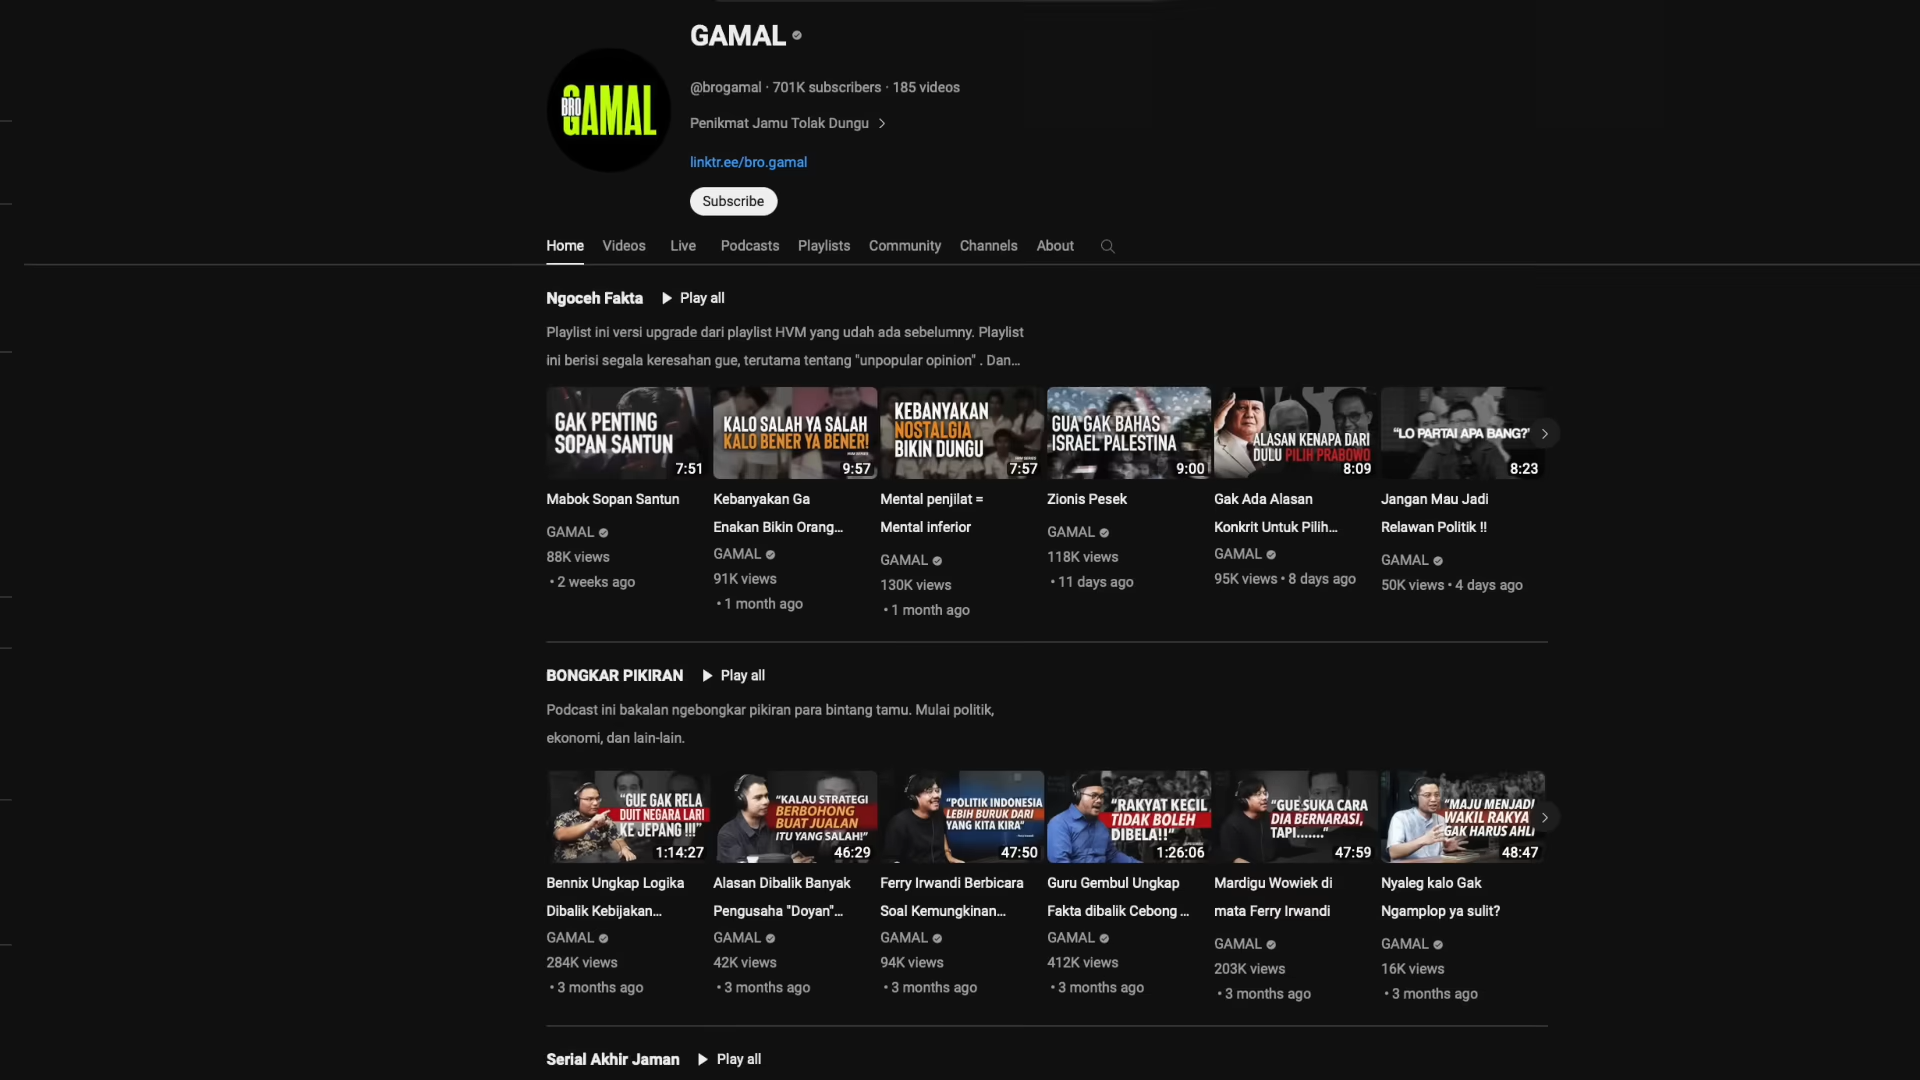 GAMAL
BRO GAMAL
@brogamal · 701K subscribers · 185 videos
Penikmat Jamu Tolak Dungu
linktr.ee/bro.gamal
Subscribe
Home Videos Live Podcasts Playlists Community Channels About
Ngoceh Fakta Play all
Playlist ini versi upgrade dari playlist HVM yang udah ada sebelumny. Playlist
ini berisi segala keresahan gue, terutama tentang "unpopular opinion" . Dan...
GAK PENTING
SOPAN SANTUN
7:51
KALO SALAH YA SALAH
KALO BENER YA BENER!
9:57
KEBANYAKAN
NOSTALGIA
BIKIN DUNGU
7:57
GUA GAK BAHAS
ISRAEL PALESTINA
9:00
ALASAN KENAPA DARI
DULU PILIH PRABOWO
8:09
"LO PARTAI APA BANG?"
8:23
Mabok Sopan Santun
GAMAL
88K views
• 2 weeks ago
Kebanyakan Ga
Enakan Bikin Orang...
GAMAL
91K views
• 1 month ago
Mental penjilat =
Mental inferior
GAMAL
130K views
• 1 month ago
Zionis Pesek
GAMAL
118K views
• 11 days ago
Gak Ada Alasan
Konkrit Untuk Pilih...
GAMAL
95K views • 8 days ago
Jangan Mau Jadi
Relawan Politik !!
GAMAL
50K views • 4 days ago
BONGKAR PIKIRAN Play all
Podcast ini bakalan ngebongkar pikiran para bintang tamu. Mulai politik,
ekonomi, dan lain-lain.
"GUE GAK RELA
DUIT NEGARA LARI
KE JEPANG !!!"
1:14:27
"KALAU STRATEGI
BERBOHONG
BUAT JUALAN
ITU YANG SALAH!"
46:29
"POLITIK INDONESIA
LEBIH BURUK DARI
YANG KITA KIRA"
47:50
"RAKYAT KECIL
TIDAK BOLEH
DIBELA!!"
1:26:06
"GUE SUKA CARA
DIA BERNARASI,
TAPI......."
47:59
"MAJU MENJADI
WAKIL RAKYA
GAK HARUS AHLI
48:47
Bennix Ungkap Logika
Dibalik Kebijakan...
GAMAL
284K views
• 3 months ago
Alasan Dibalik Banyak
Pengusaha "Doyan"...
GAMAL
42K views
• 3 months ago
Ferry Irwandi Berbicara
Soal Kemungkinan...
GAMAL
94K views
• 3 months ago
Guru Gembul Ungkap
Fakta dibalik Cebong ...
GAMAL
412K views
• 3 months ago
Mardigu Wowiek di
mata Ferry Irwandi
GAMAL
203K views
• 3 months ago
Nyaleg kalo Gak
Ngamplop ya sulit?
GAMAL
16K views
• 3 months ago
Serial Akhir Jaman Play all